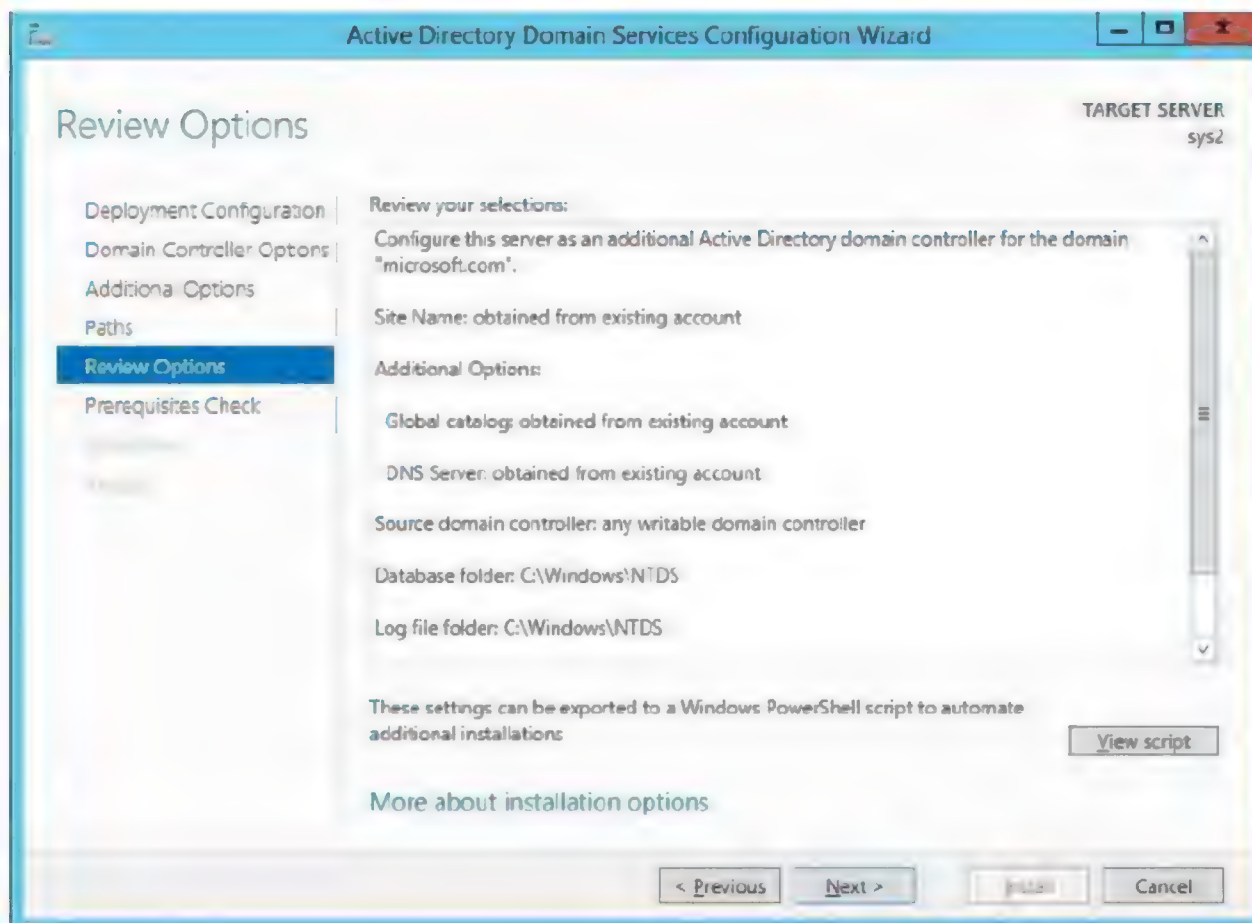 Active Directory Domain Services Configuration Wizard
Review Options
TARGET SERVER
sys2
Deployment Configuration
Domain Controller Options
Additional Options
Paths
Review Options
Prerequisites Check
Review your selections:
Configure this server as an additional Active Directory domain controller for the domain
"microsoft.com".
Site Name: obtained from existing account
Additional Options:
Global catalog: obtained from existing account
DNS Server: obtained from existing account
Source domain controller: any writable domain controller
Database folder: C:\Windows\NTDS
Log file folder: C:\Windows\NTDS
These settings can be exported to a Windows PowerShell script to automate
additional installations
View script
More about installation options
< Previous
Next >
Install
Cancel